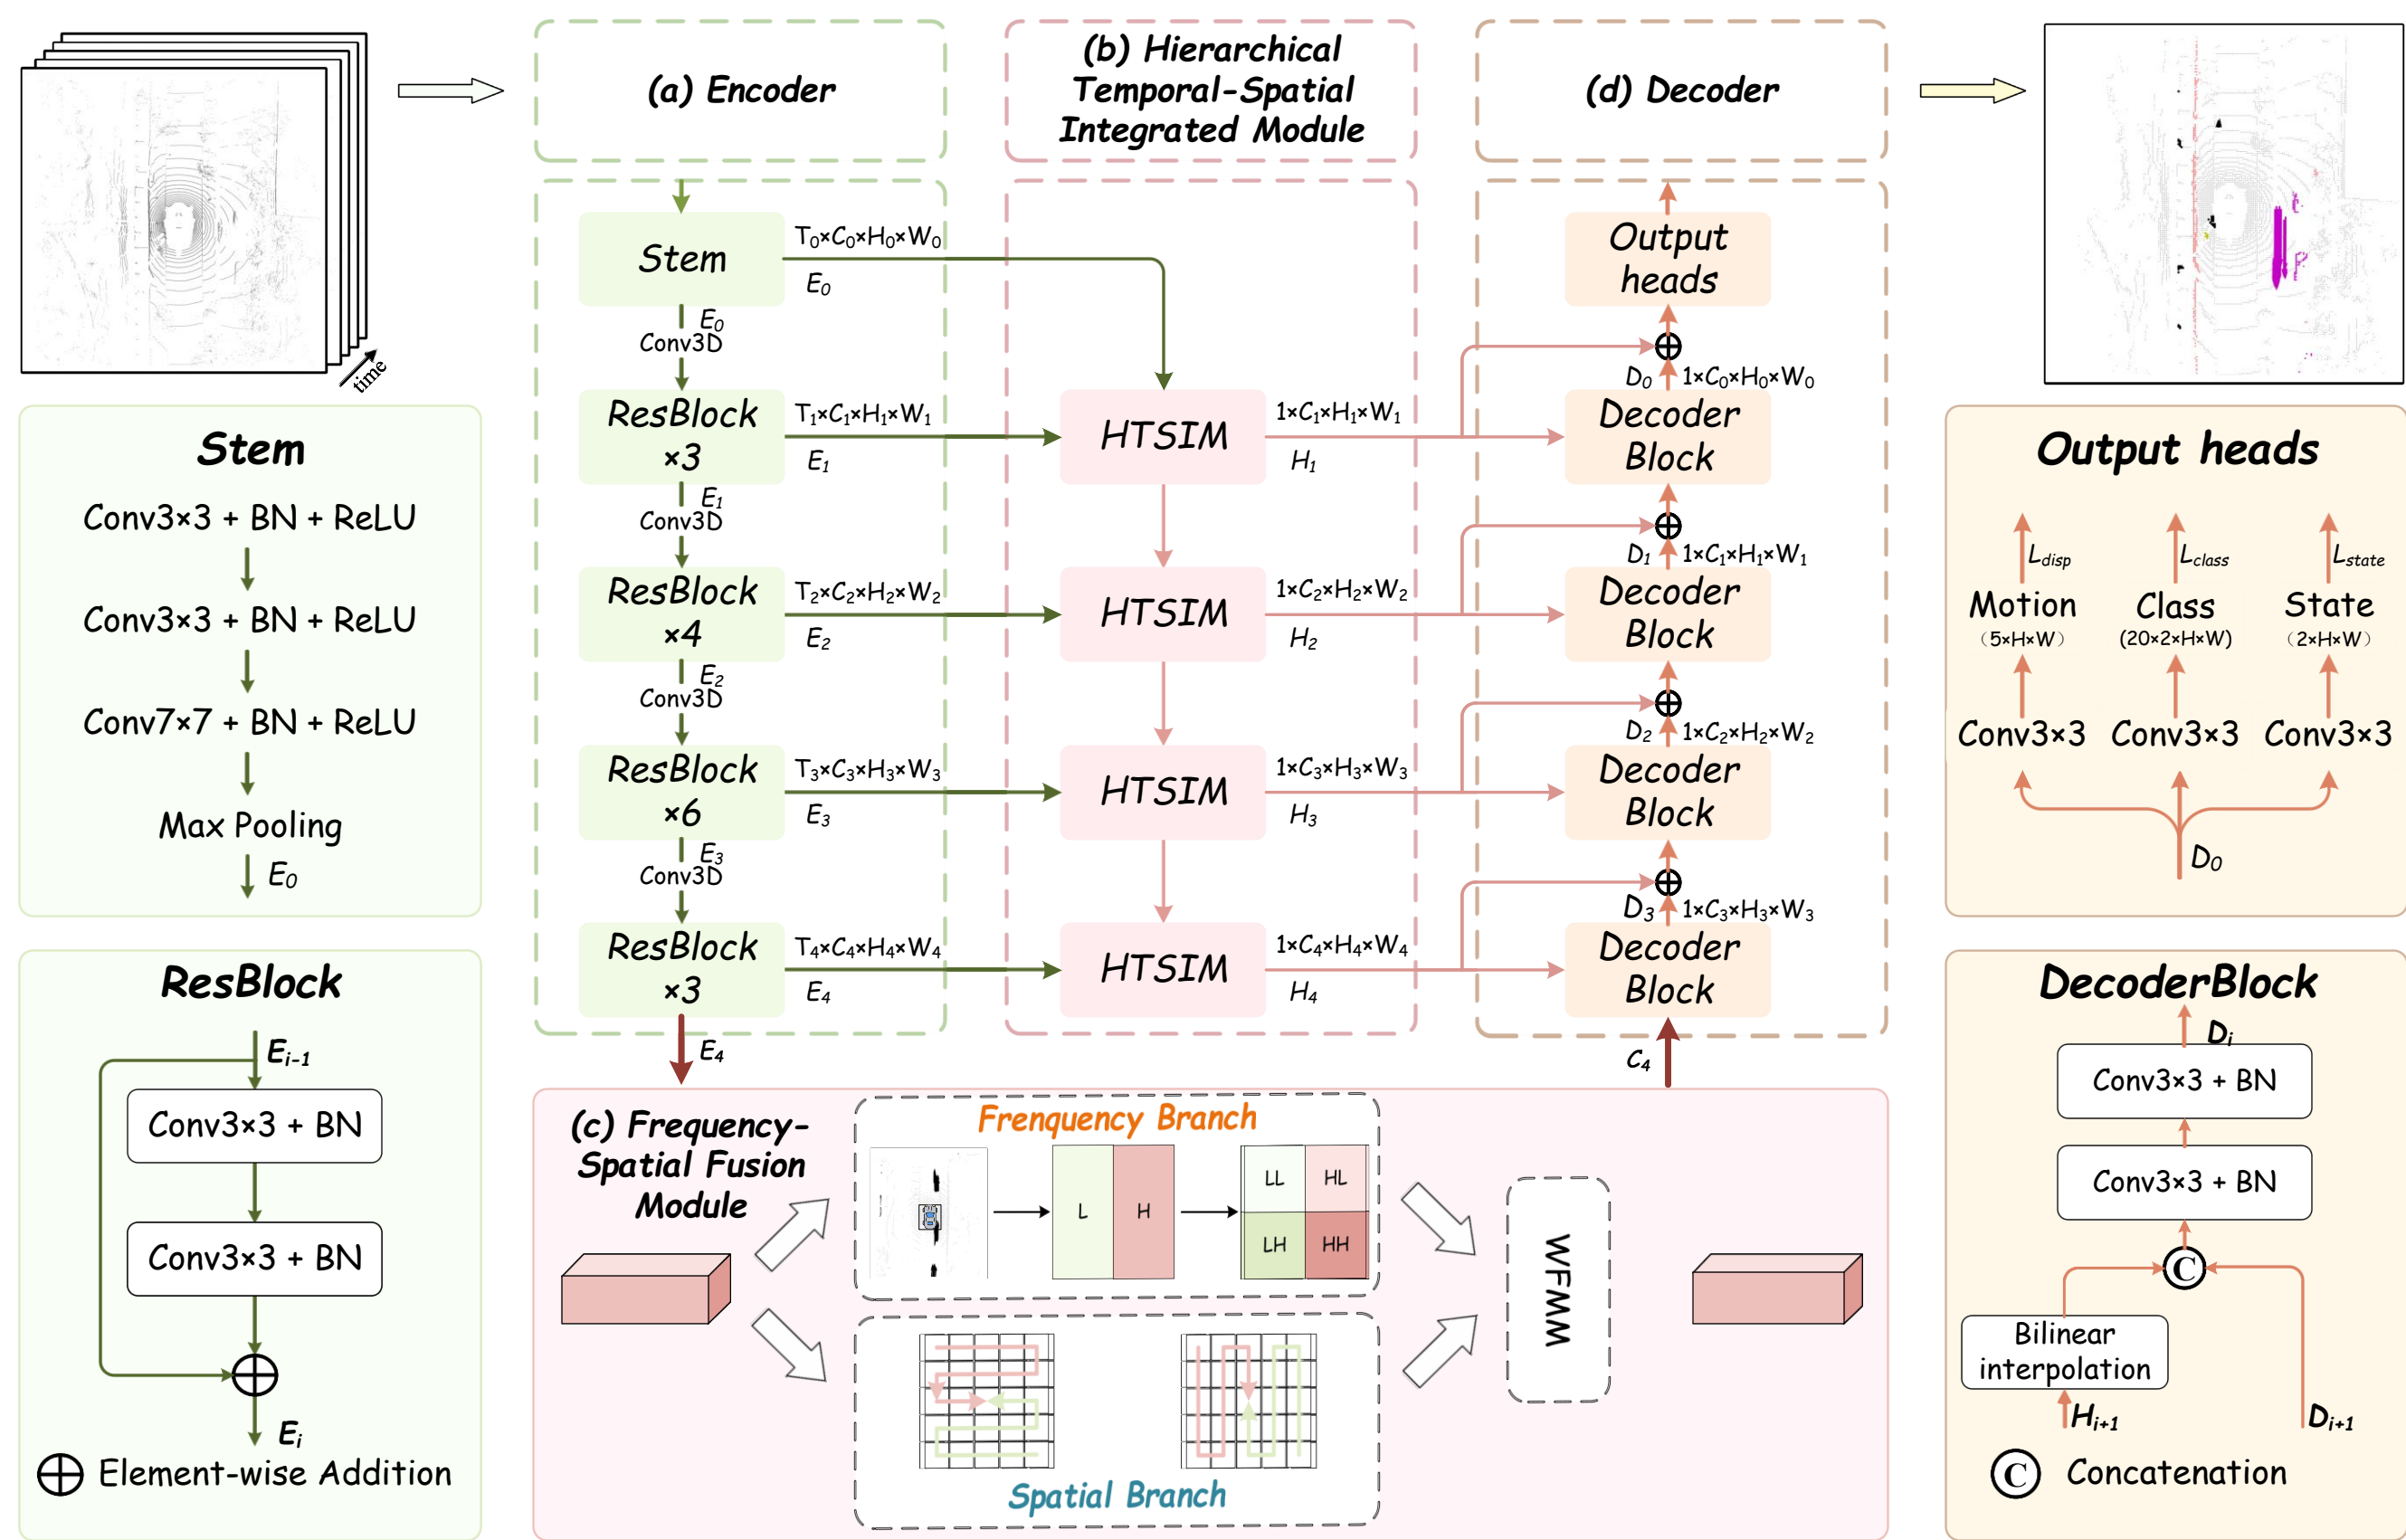 time
(a) Encoder
(b) Hierarchical
Temporal-Spatial
Integrated Module
(d) Decoder
Stem
Conv3×3 + BN + ReLU
Conv3×3 + BN + ReLU
Conv7×7 + BN + ReLU
Max Pooling
E₀
ResBlock
Eᵢ₋₁
Conv3×3 + BN
Conv3×3 + BN
Eᵢ
⊕ Element-wise Addition
Stem
T₀×C₀×H₀×W₀
E₀
E₀
Conv3D
ResBlock
×3
T₁×C₁×H₁×W₁
E₁
E₁
Conv3D
ResBlock
×4
T₂×C₂×H₂×W₂
E₂
E₂
Conv3D
ResBlock
×6
T₃×C₃×H₃×W₃
E₃
E₃
Conv3D
ResBlock
×3
T₄×C₄×H₄×W₄
E₄
E₄
HTSIM
1×C₁×H₁×W₁
H₁
HTSIM
1×C₂×H₂×W₂
H₂
HTSIM
1×C₃×H₃×W₃
H₃
HTSIM
1×C₄×H₄×W₄
H₄
Output
heads
D₀ 1×C₀×H₀×W₀
Decoder
Block
D₁ 1×C₁×H₁×W₁
Decoder
Block
D₂ 1×C₂×H₂×W₂
Decoder
Block
D₃ 1×C₃×H₃×W₃
Decoder
Block
C₄
(c) Frequency-
Spatial Fusion
Module
Frenquency Branch
L H
LL HL
LH HH
Spatial Branch
WFMM
Output heads
L_disp L_class L_state
Motion Class State
（5×H×W） (20×2×H×W) （2×H×W）
Conv3×3 Conv3×3 Conv3×3
D₀
DecoderBlock
Dᵢ
Conv3×3 + BN
Conv3×3 + BN
C
Bilinear
interpolation
Hᵢ₊₁ Dᵢ₊₁
C Concatenation